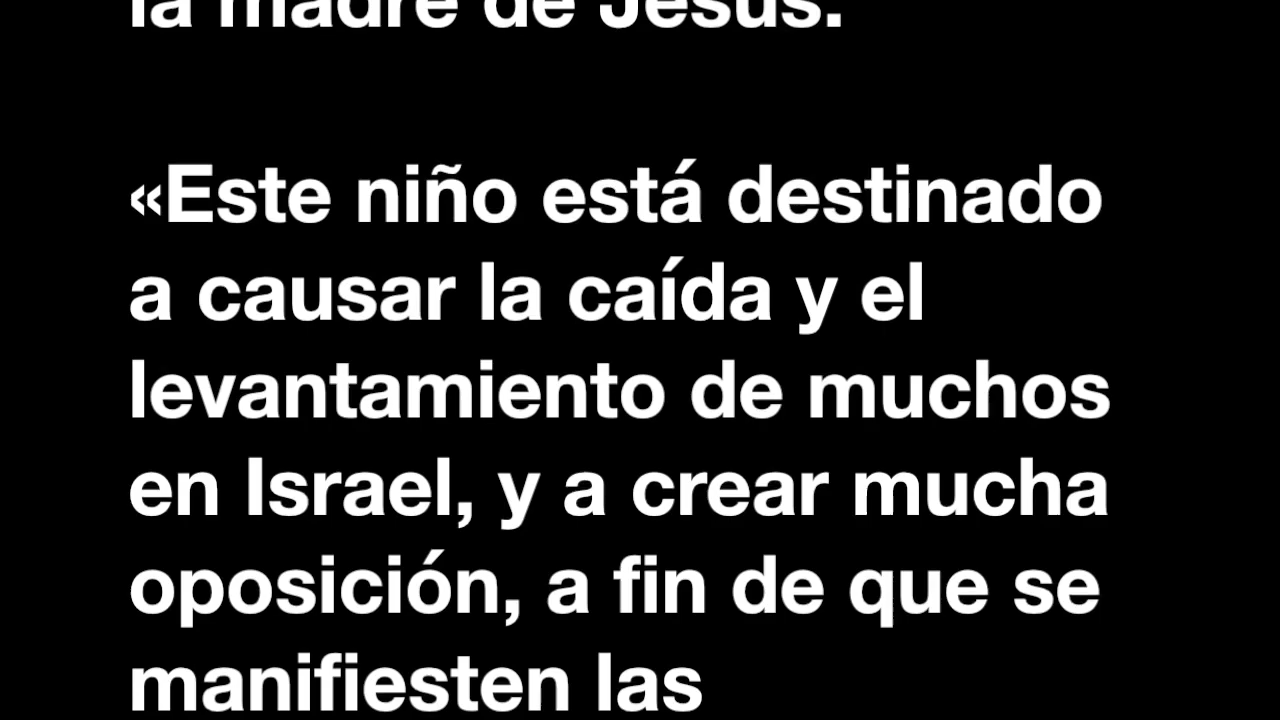 la madre de Jesús:
«Este niño está destinado
a causar la caída y el
levantamiento de muchos
en Israel, y a crear mucha
oposición, a fin de que se
manifiesten las